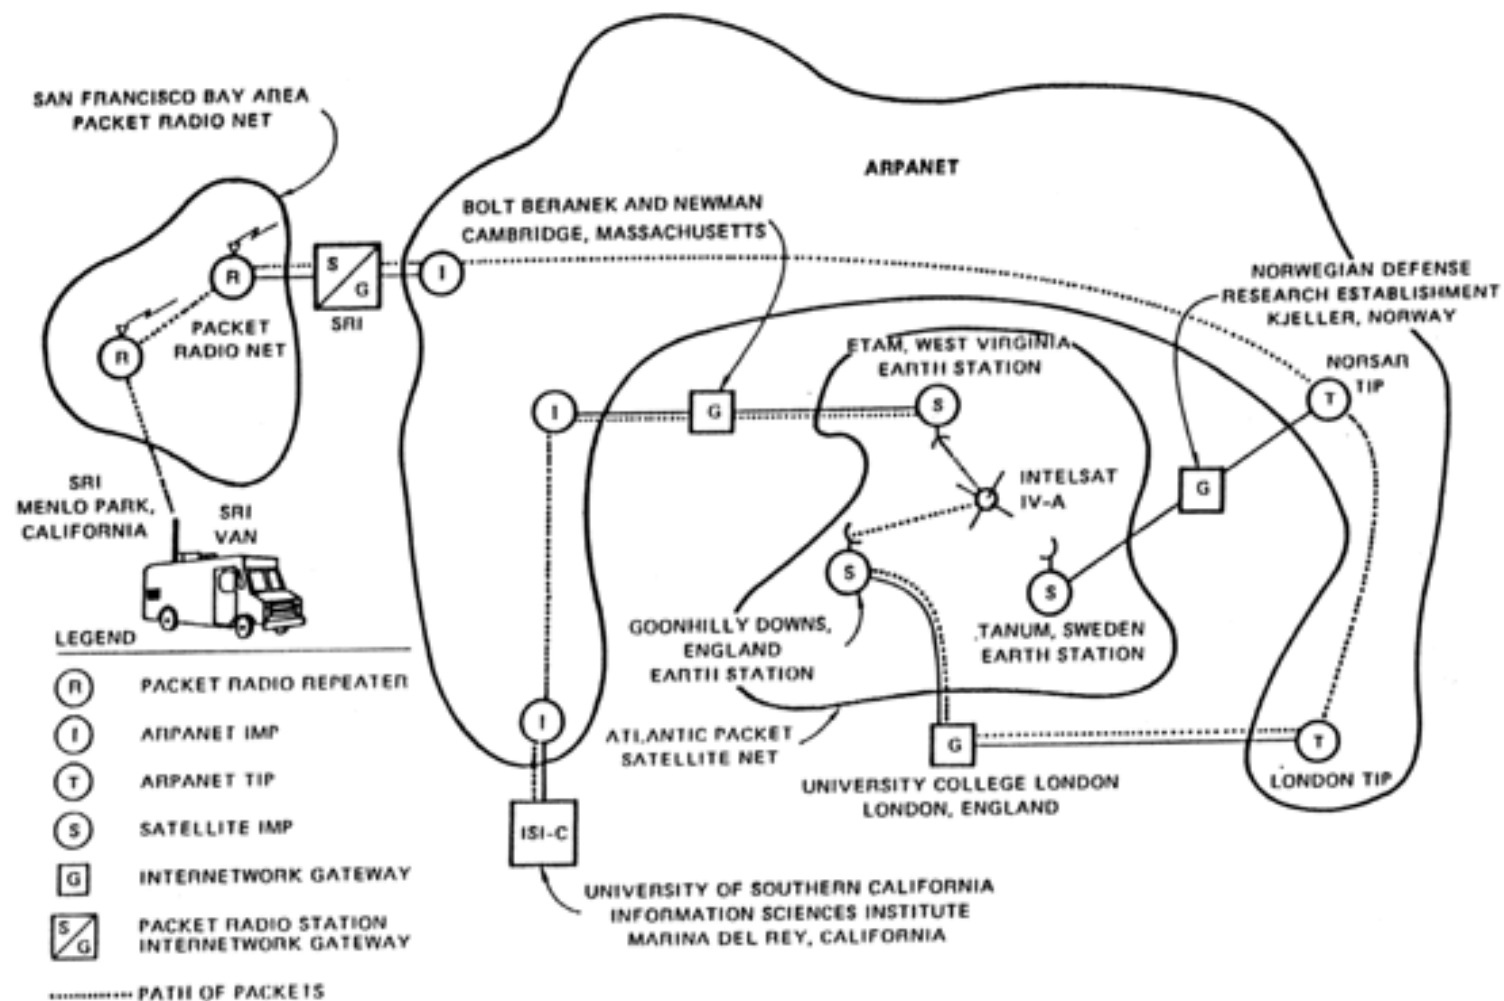 SAN FRANCISCO BAY AREA
PACKET RADIO NET
ARPANET
BOLT BERANEK AND NEWMAN
CAMBRIDGE, MASSACHUSETTS
NORWEGIAN DEFENSE
RESEARCH ESTABLISHMENT
KJELLER, NORWAY
R
S
G
SRI
I
PACKET
RADIO NET
R
ETAM, WEST VIRGINIA
EARTH STATION
NORSAR
TIP
T
I
G
S
INTELSAT
IV-A
G
SRI
MENLO PARK,
CALIFORNIA
SRI
VAN
S
S
GOONHILLY DOWNS,
ENGLAND
EARTH STATION
TANUM, SWEDEN
EARTH STATION
I
ATLANTIC PACKET
SATELLITE NET
G
T
UNIVERSITY COLLEGE LONDON
LONDON, ENGLAND
LONDON TIP
ISI-C
UNIVERSITY OF SOUTHERN CALIFORNIA
INFORMATION SCIENCES INSTITUTE
MARINA DEL REY, CALIFORNIA
LEGEND
R PACKET RADIO REPEATER
I ARPANET IMP
T ARPANET TIP
S SATELLITE IMP
G INTERNETWORK GATEWAY
S/G PACKET RADIO STATION
INTERNETWORK GATEWAY
PATH OF PACKETS